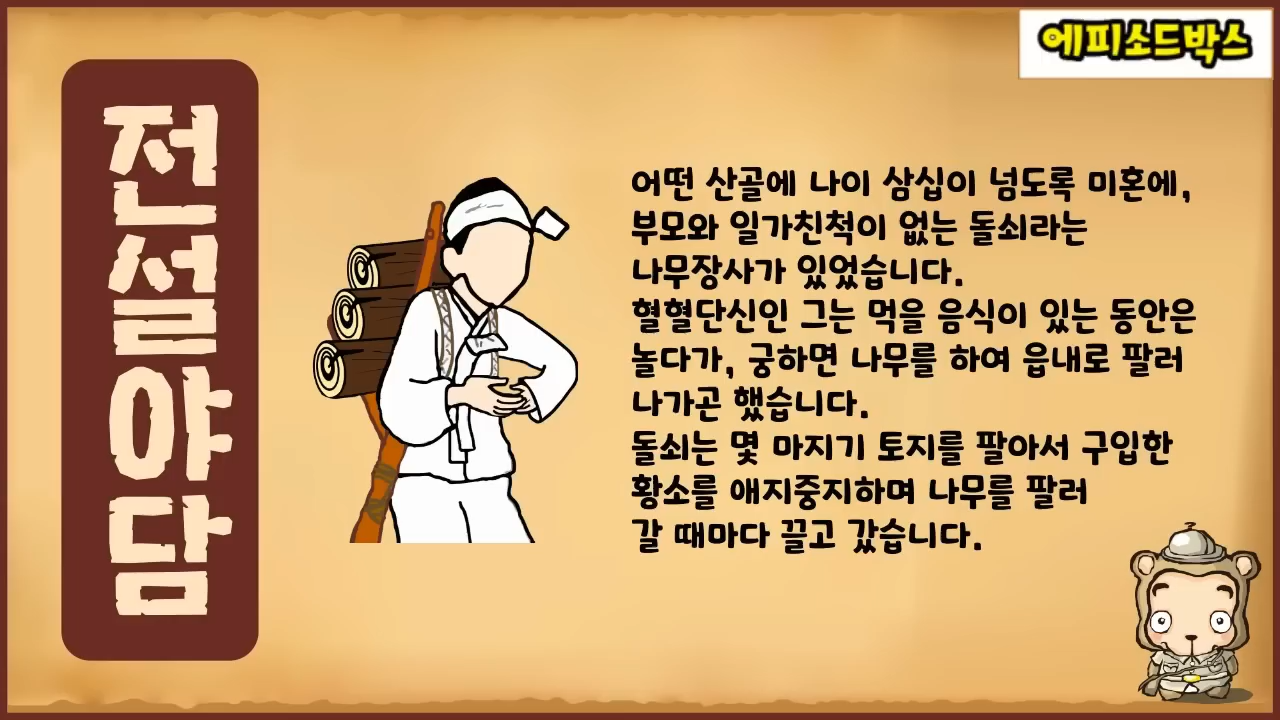 에피소드박스
전설야담
어떤 산골에 나이 삼십이 넘도록 미혼에,
부모와 일가친척이 없는 돌쇠라는
나무장사가 있었습니다.
혈혈단신인 그는 먹을 음식이 있는 동안은
놀다가, 궁하면 나무를 하여 읍내로 팔러
나가곤 했습니다.
돌쇠는 몇 마지기 토지를 팔아서 구입한
황소를 애지중지하며 나무를 팔러
갈 때마다 끌고 갔습니다.